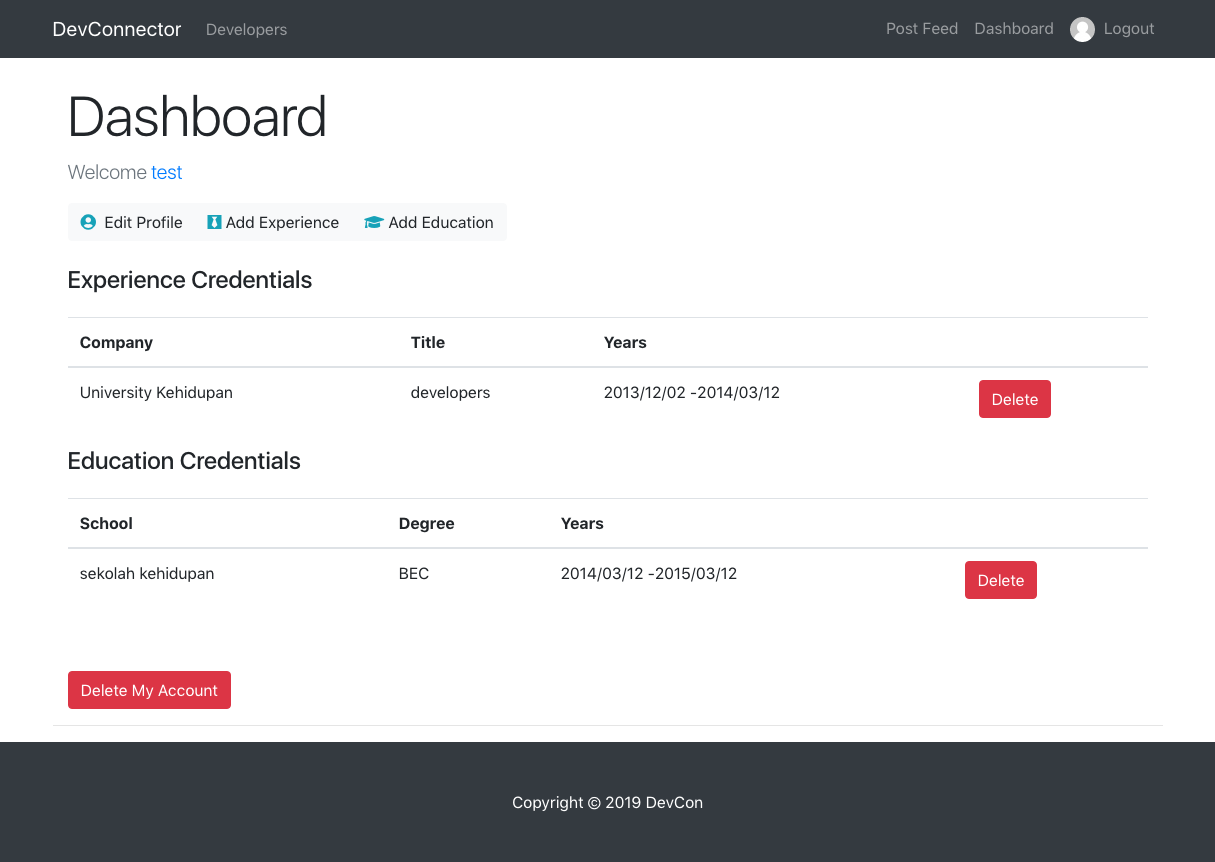 DevConnector Developers Post Feed Dashboard Logout
Dashboard
Welcome test
Edit Profile Add Experience Add Education
Experience Credentials
Company Title Years
University Kehidupan developers 2013/12/02 -2014/03/12 Delete
Education Credentials
School Degree Years
sekolah kehidupan BEC 2014/03/12 -2015/03/12 Delete
Delete My Account
Copyright © 2019 DevCon